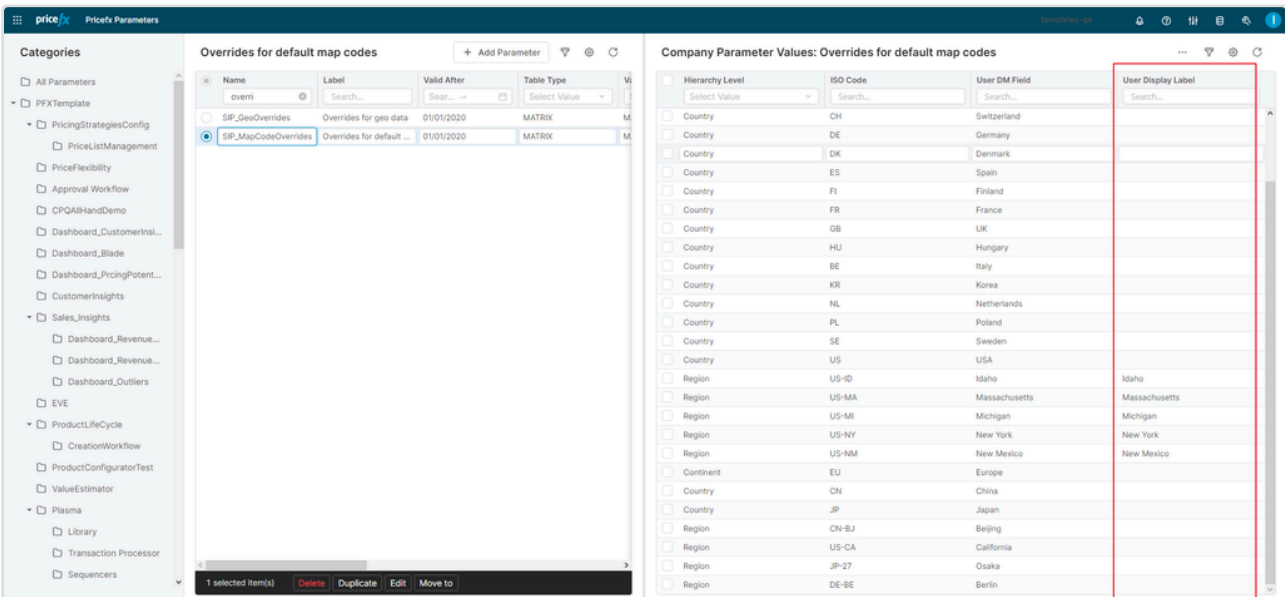 pricefx Pricefx Parameters templates-qa
Categories
All Parameters
PFXTemplate
PricingStrategiesConfig
PriceListManagement
PriceFlexibility
Approval Workflow
CPQAllHandDemo
Dashboard_CustomerInsi...
Dashboard_Blade
Dashboard_PrcingPotent...
CustomerInsights
Sales_Insights
Dashboard_Revenue...
Dashboard_Revenue...
Dashboard_Outliers
EVE
ProductLifeCycle
CreationWorkflow
ProductConfiguratorTest
ValueEstimator
Plasma
Library
Transaction Processor
Sequencers
Overrides for default map codes + Add Parameter
Name Label Valid After Table Type
overri Search... Sear... → Select Value
SIP_GeoOverrides Overrides for geo data 01/01/2020 MATRIX
SIP_MapCodeOverrides Overrides for default ... 01/01/2020 MATRIX
1 selected item(s) Delete Duplicate Edit Move to
Company Parameter Values: Overrides for default map codes ...
Hierarchy Level ISO Code User DM Field User Display Label
Select Value Search... Search... Search...
Country CH Switzerland
Country DE Germany
Country DK Denmark
Country ES Spain
Country FI Finland
Country FR France
Country GB UK
Country HU Hungary
Country BE Italy
Country KR Korea
Country NL Netherlands
Country PL Poland
Country SE Sweden
Country US USA
Region US-ID Idaho Idaho
Region US-MA Massachusetts Massachusetts
Region US-MI Michigan Michigan
Region US-NY New York New York
Region US-NM New Mexico New Mexico
Continent EU Europe
Country CN China
Country JP Japan
Region CN-BJ Beijing
Region US-CA California
Region JP-27 Osaka
Region DE-BE Berlin